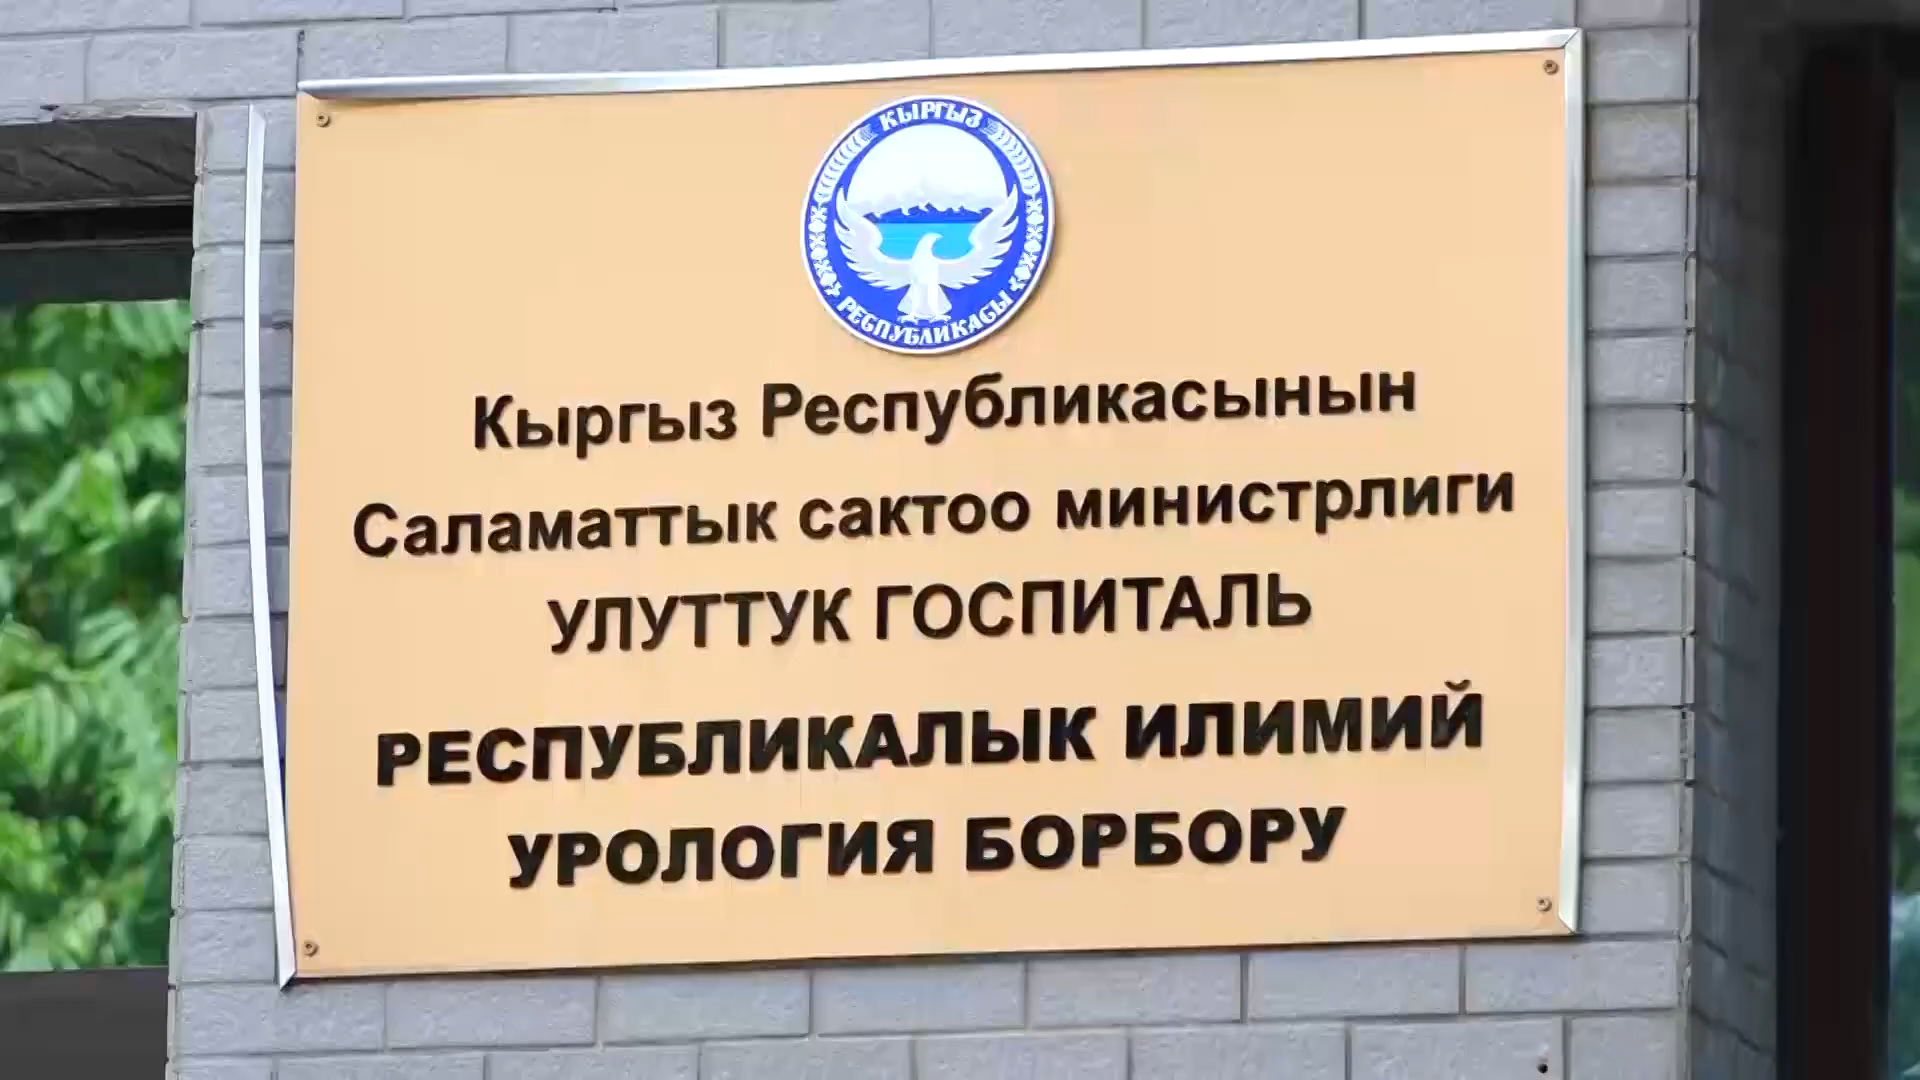 КЫРГЫЗ
РЕСПУБЛИКАСЫ
Кыргыз Республикасынын
Саламаттык сактоо министрлиги
УЛУТТУК ГОСПИТАЛЬ
РЕСПУБЛИКАЛЫК ИЛИМИЙ
УРОЛОГИЯ БОРБОРУ